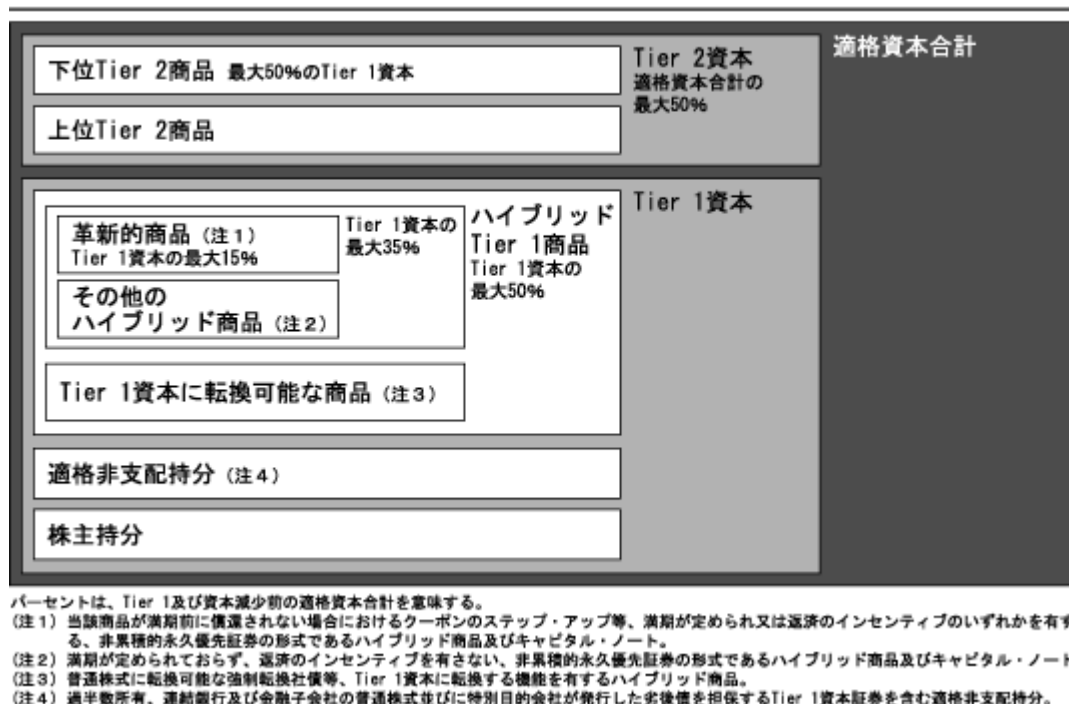 適格資本合計
Tier 2資本
適格資本合計の
最大50%
下位Tier 2商品 最大50%のTier 1資本
上位Tier 2商品
Tier 1資本
ハイブリッド
Tier 1商品
Tier 1資本の
最大50%
Tier 1資本の
最大35%
革新的商品（注１）
Tier 1資本の最大15%
その他の
ハイブリッド商品（注２）
Tier 1資本に転換可能な商品（注３）
適格非支配持分（注４）
株主持分
パーセントは、Tier 1及び資本減少前の適格資本合計を意味する。
（注１）当該商品が満期前に償還されない場合におけるクーポンのステップ・アップ等、満期が定められ又は返済のインセンティブのいずれかを有す
る、非累積的永久優先証券の形式であるハイブリッド商品及びキャピタル・ノート。
（注２）満期が定められておらず、返済のインセンティブを有さない、非累積的永久優先証券の形式であるハイブリッド商品及びキャピタル・ノート
（注３）普通株式に転換可能な強制転換社債等、Tier 1資本に転換する機能を有するハイブリッド商品。
（注４）過半数所有、連結銀行及び金融子会社の普通株式並びに特別目的会社が発行した劣後債を担保するTier 1資本証券を含む適格非支配持分。